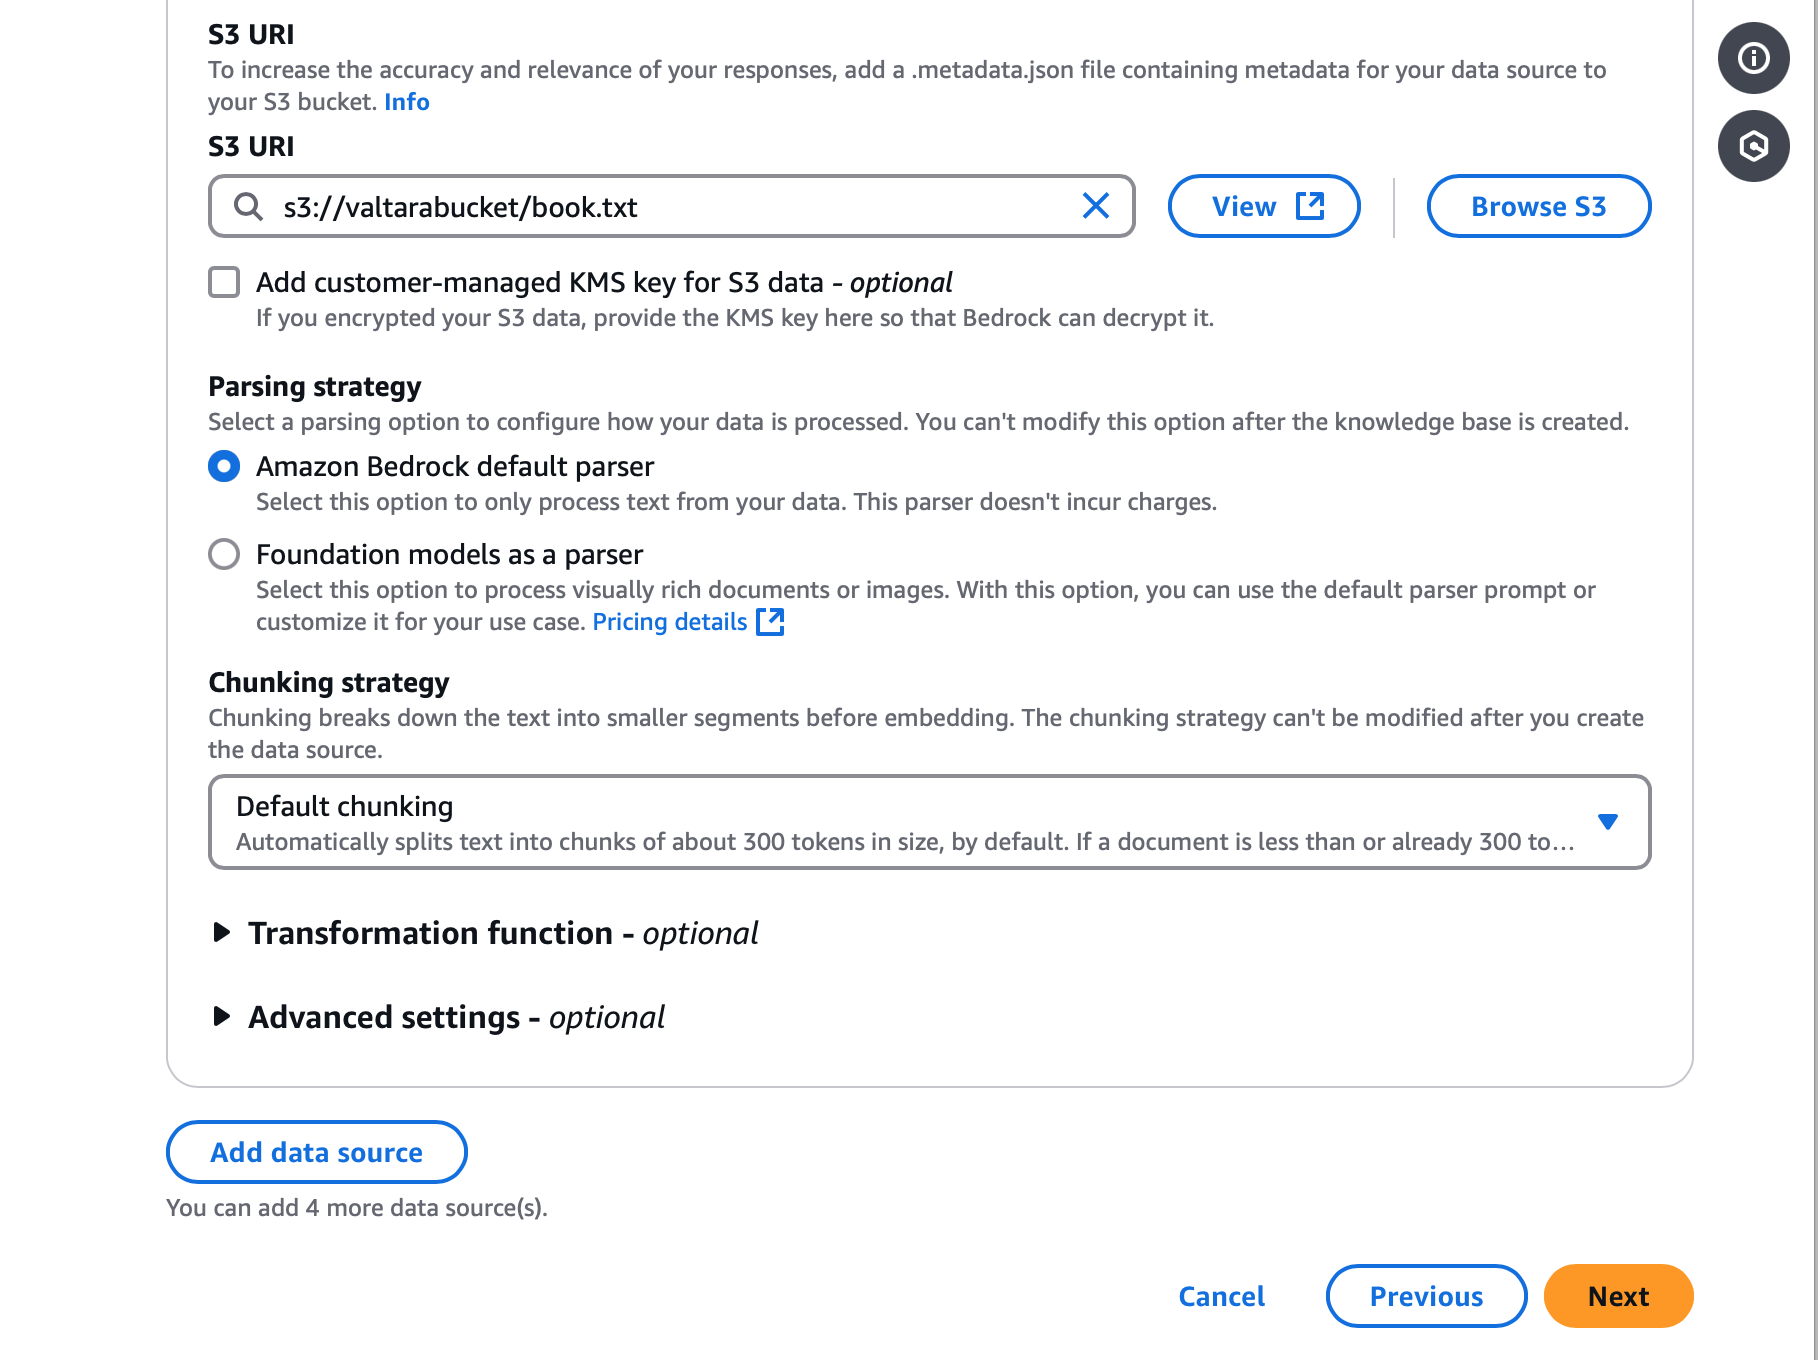 S3 URI
To increase the accuracy and relevance of your responses, add a .metadata.json file containing metadata for your data source to
your S3 bucket. Info
S3 URI
s3://valtarabucket/book.txt
View
Browse S3
Add customer-managed KMS key for S3 data - optional
If you encrypted your S3 data, provide the KMS key here so that Bedrock can decrypt it.
Parsing strategy
Select a parsing option to configure how your data is processed. You can't modify this option after the knowledge base is created.
Amazon Bedrock default parser
Select this option to only process text from your data. This parser doesn't incur charges.
Foundation models as a parser
Select this option to process visually rich documents or images. With this option, you can use the default parser prompt or
customize it for your use case. Pricing details
Chunking strategy
Chunking breaks down the text into smaller segments before embedding. The chunking strategy can't be modified after you create
the data source.
Default chunking
Automatically splits text into chunks of about 300 tokens in size, by default. If a document is less than or already 300 to...
Transformation function - optional
Advanced settings - optional
Add data source
You can add 4 more data source(s).
Cancel
Previous
Next